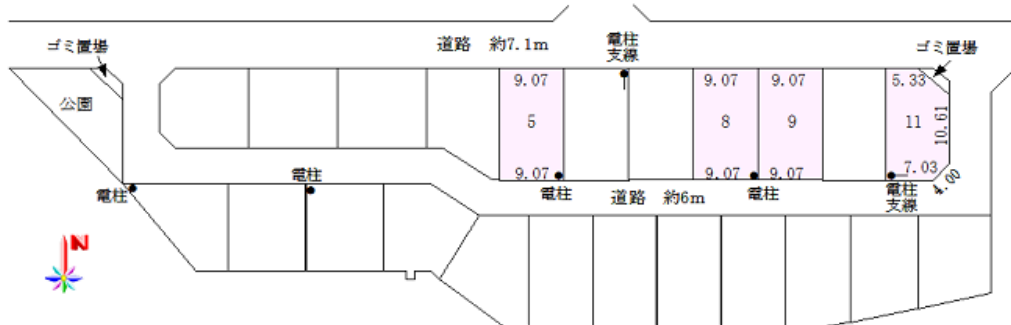 ゴミ置場
道路 約7.1m
電柱
支線
ゴミ置場
公園
9.07
9.07
9.07
5.33
5
8
9
11
10.61
9.07
9.07
9.07
7.03
4.00
電柱
電柱
電柱
道路 約6m
電柱
電柱
支線
N